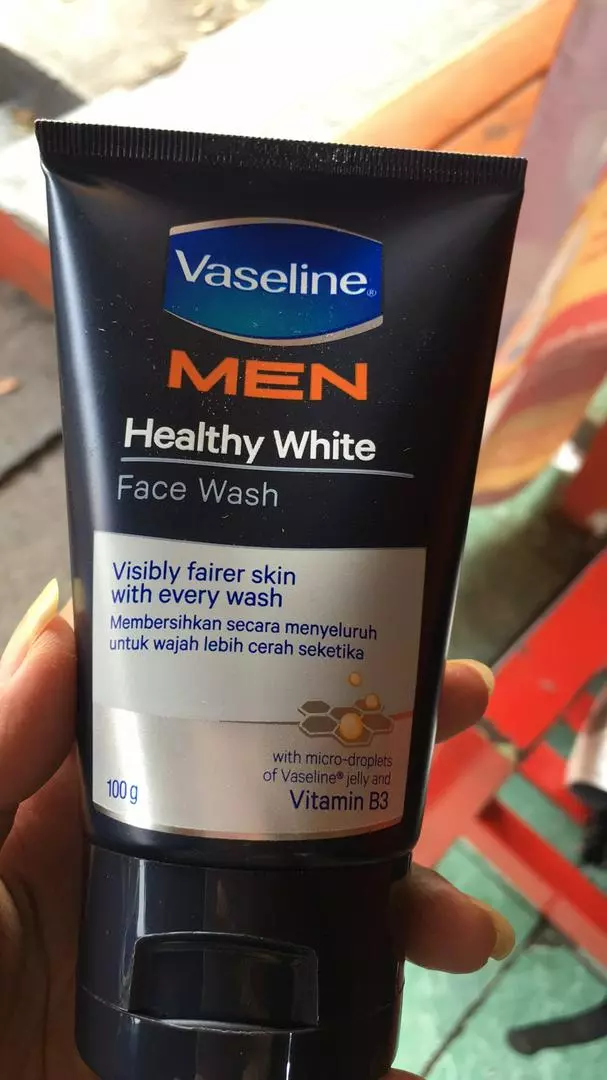 Vaseline®
MEN
Healthy White
Face Wash
Visibly fairer skin
with every wash
Membersihkan secara menyeluruh
untuk wajah lebih cerah seketika
with micro-droplets
of Vaseline® jelly and
Vitamin B3
100 g